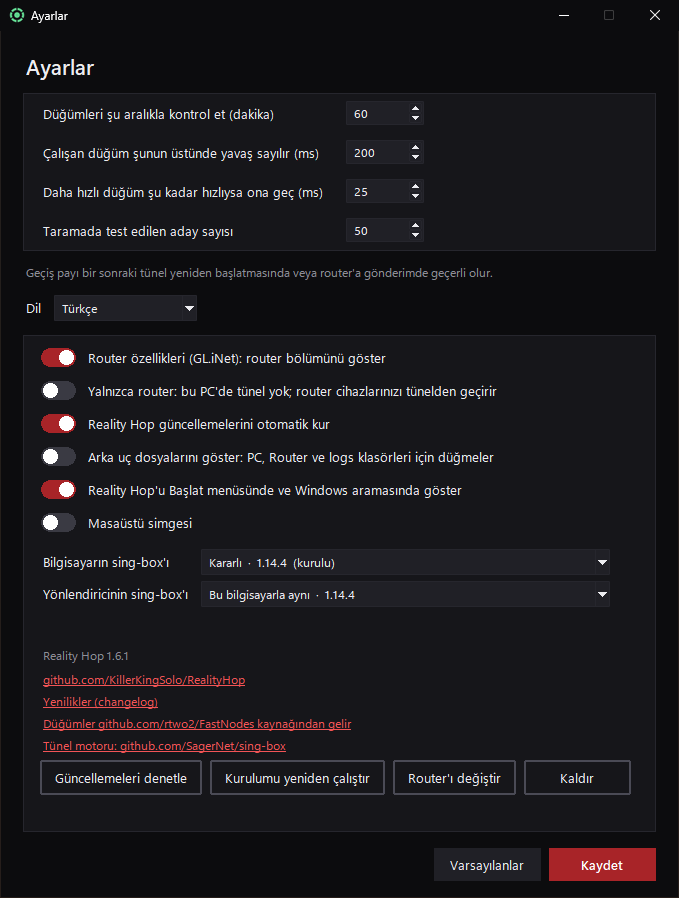 Ayarlar
Ayarlar
Düğümleri şu aralıkla kontrol et (dakika) 60
Çalışan düğüm şunun üstünde yavaş sayılır (ms) 200
Daha hızlı düğüm şu kadar hızlıysa ona geç (ms) 25
Taramada test edilen aday sayısı 50
Geçiş payı bir sonraki tünel yeniden başlatmasında veya router'a gönderimde geçerli olur.
Dil Türkçe
Router özellikleri (GL.iNet): router bölümünü göster
Yalnızca router: bu PC'de tünel yok; router cihazlarınızı tünelden geçirir
Reality Hop güncellemelerini otomatik kur
Arka uç dosyalarını göster: PC, Router ve logs klasörleri için düğmeler
Reality Hop'u Başlat menüsünde ve Windows aramasında göster
Masaüstü simgesi
Bilgisayarın sing-box'ı Kararlı · 1.14.4 (kurulu)
Yönlendiricinin sing-box'ı Bu bilgisayarla aynı · 1.14.4
Reality Hop 1.6.1
github.com/KillerKingSolo/RealityHop
Yenilikler (changelog)
Düğümler github.com/rtwo2/FastNodes kaynağından gelir
Tünel motoru: github.com/SagerNet/sing-box
Güncellemeleri denetle Kurulumu yeniden çalıştır Router'ı değiştir Kaldır
Varsayılanlar Kaydet